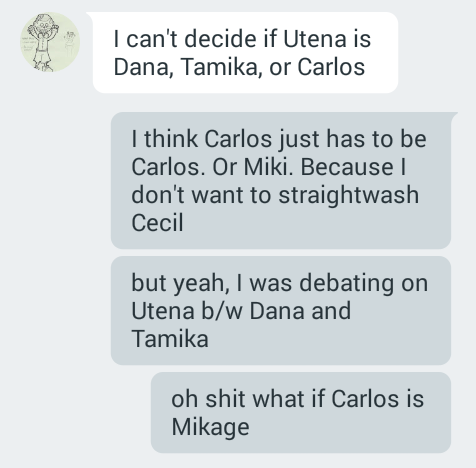 I can't decide if Utena is
Dana, Tamika, or Carlos
I think Carlos just has to be
Carlos. Or Miki. Because I
don't want to straightwash
Cecil
but yeah, I was debating on
Utena b/w Dana and
Tamika
oh shit what if Carlos is
Mikage